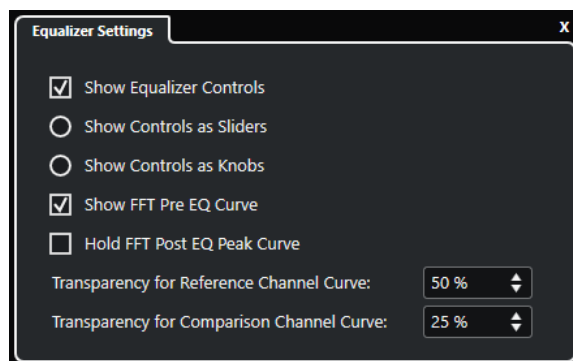 Equalizer Settings X
Show Equalizer Controls
Show Controls as Sliders
Show Controls as Knobs
Show FFT Pre EQ Curve
Hold FFT Post EQ Peak Curve
Transparency for Reference Channel Curve: 50 %
Transparency for Comparison Channel Curve: 25 %